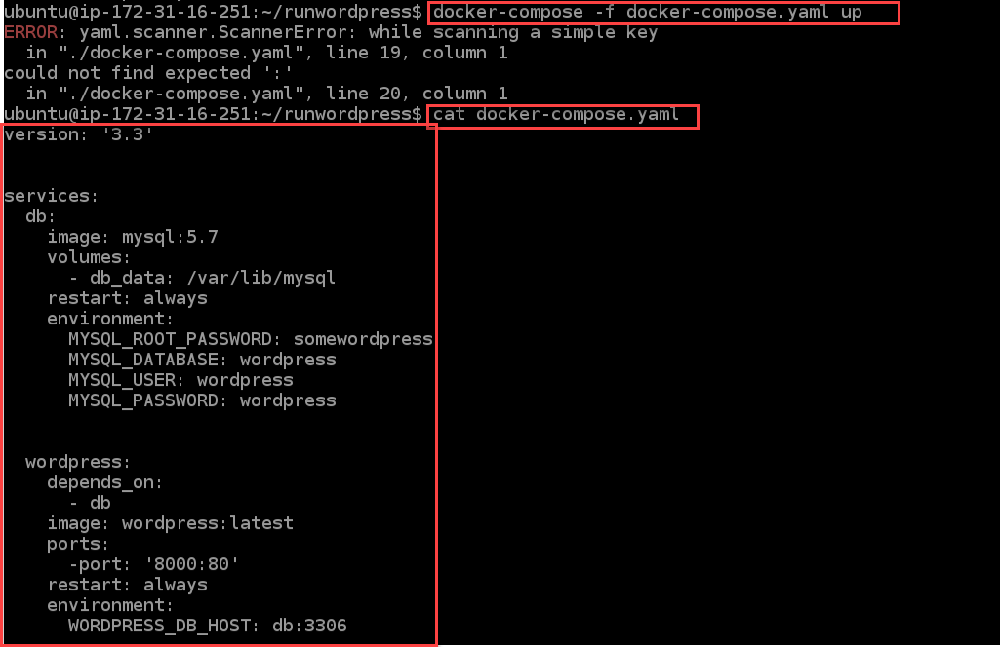 ubuntu@ip-172-31-16-251:~/runwordpress$ docker-compose -f docker-compose.yaml up
ERROR: yaml.scanner.ScannerError: while scanning a simple key
  in "./docker-compose.yaml", line 19, column 1
could not find expected ':'
  in "./docker-compose.yaml", line 20, column 1
ubuntu@ip-172-31-16-251:~/runwordpress$ cat docker-compose.yaml
version: '3.3'
services:
  db:
    image: mysql:5.7
    volumes:
      - db_data: /var/lib/mysql
    restart: always
    environment:
      MYSQL_ROOT_PASSWORD: somewordpress
      MYSQL_DATABASE: wordpress
      MYSQL_USER: wordpress
      MYSQL_PASSWORD: wordpress
  wordpress:
    depends_on:
      - db
    image: wordpress:latest
    ports:
      -port: '8000:80'
    restart: always
    environment:
      WORDPRESS_DB_HOST: db:3306